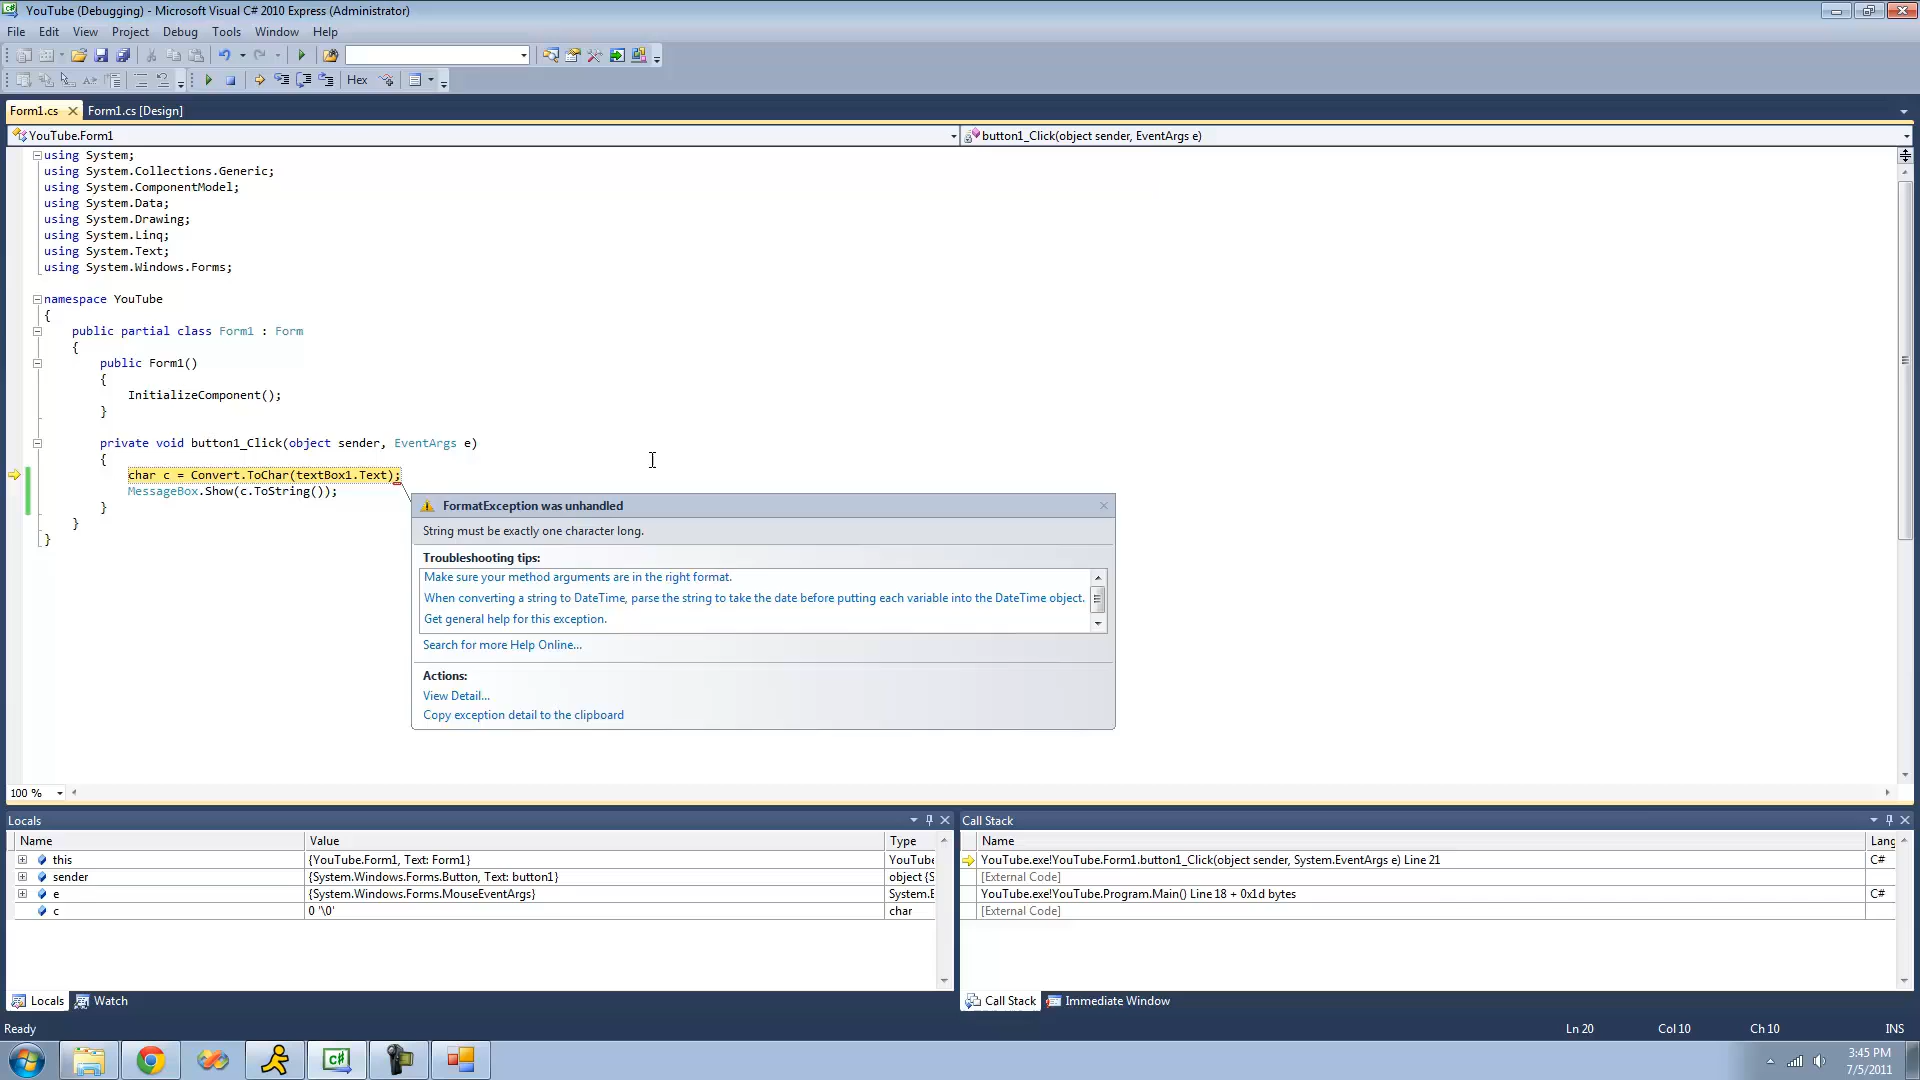 YouTube (Debugging) - Microsoft Visual C# 2010 Express (Administrator)
File Edit View Project Debug Tools Window Help
Hex
Form1.cs Form1.cs [Design]
YouTube.Form1 button1_Click(object sender, EventArgs e)
using System;
using System.Collections.Generic;
using System.ComponentModel;
using System.Data;
using System.Drawing;
using System.Linq;
using System.Text;
using System.Windows.Forms;
namespace YouTube
{
public partial class Form1 : Form
{
public Form1()
{
InitializeComponent();
}
private void button1_Click(object sender, EventArgs e)
{
char c = Convert.ToChar(textBox1.Text);
MessageBox.Show(c.ToString());
}
}
}
FormatException was unhandled
String must be exactly one character long.
Troubleshooting tips:
Make sure your method arguments are in the right format.
When converting a string to DateTime, parse the string to take the date before putting each variable into the DateTime object.
Get general help for this exception.
Search for more Help Online...
Actions:
View Detail...
Copy exception detail to the clipboard
100 %
Locals
Name Value Type
this {YouTube.Form1, Text: Form1} YouTube
sender {System.Windows.Forms.Button, Text: button1} object {S
e {System.Windows.Forms.MouseEventArgs} System.E
c 0 '\0' char
Locals Watch
Call Stack
Name Lang
YouTube.exe!YouTube.Form1.button1_Click(object sender, System.EventArgs e) Line 21 C#
[External Code]
YouTube.exe!YouTube.Program.Main() Line 18 + 0x1d bytes C#
[External Code]
Call Stack Immediate Window
Ready Ln 20 Col 10 Ch 10 INS
C#
3:45 PM
7/5/2011